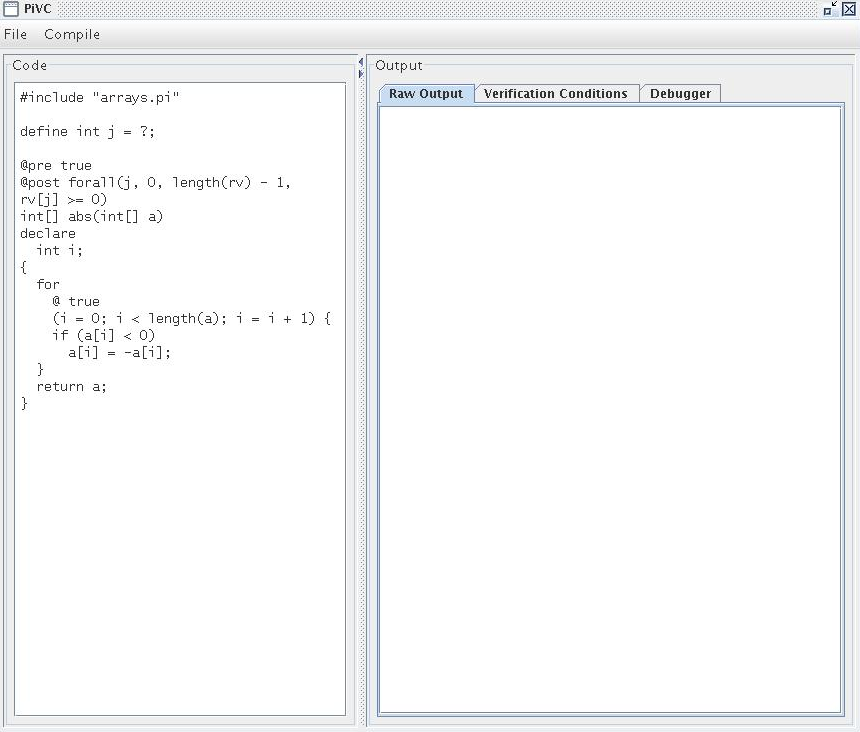 PiVC
File Compile
Code
#include "arrays.pi"
define int j = ?;
@pre true
@post forall(j, 0, length(rv) - 1,
rv[j] >= 0)
int[] abs(int[] a)
declare
int i;
{
for
@ true
(i = 0; i < length(a); i = i + 1) {
if (a[i] < 0)
a[i] = -a[i];
}
return a;
}
Output
Raw Output Verification Conditions Debugger